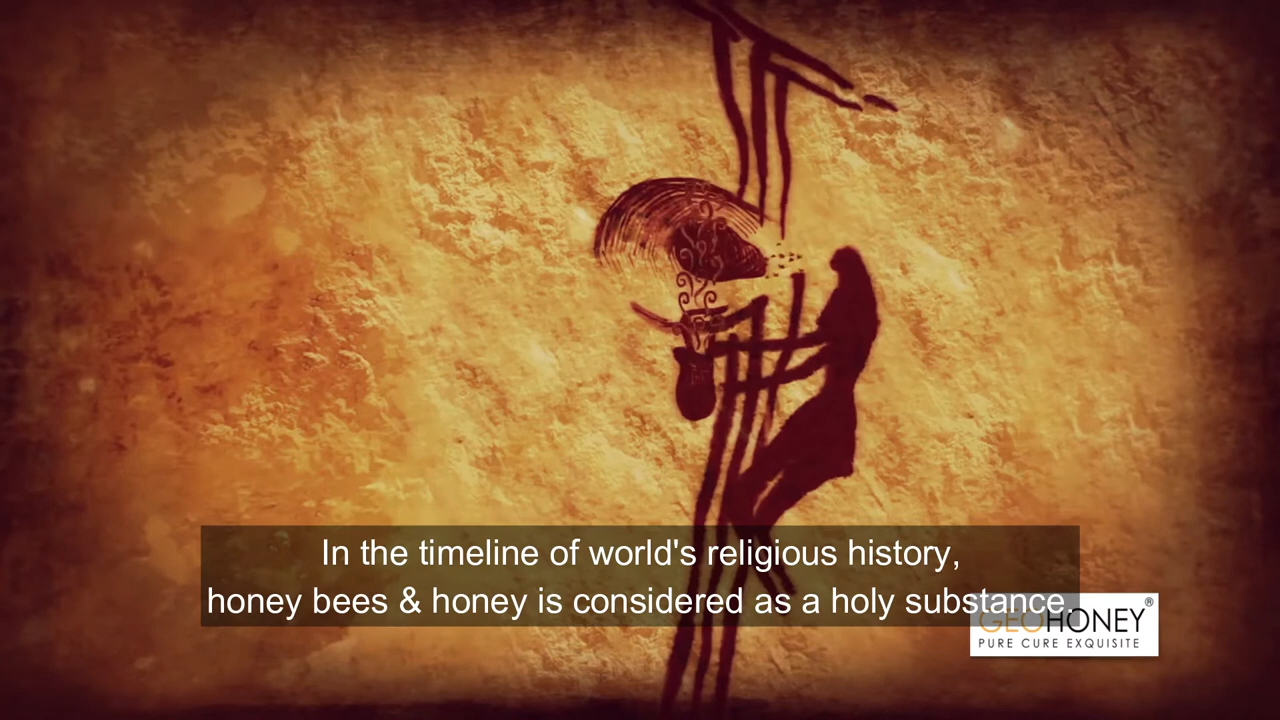 In the timeline of world's religious history,
honey bees & honey is considered as a holy substance.
GEOHONEY®
PURE CURE EXQUISITE